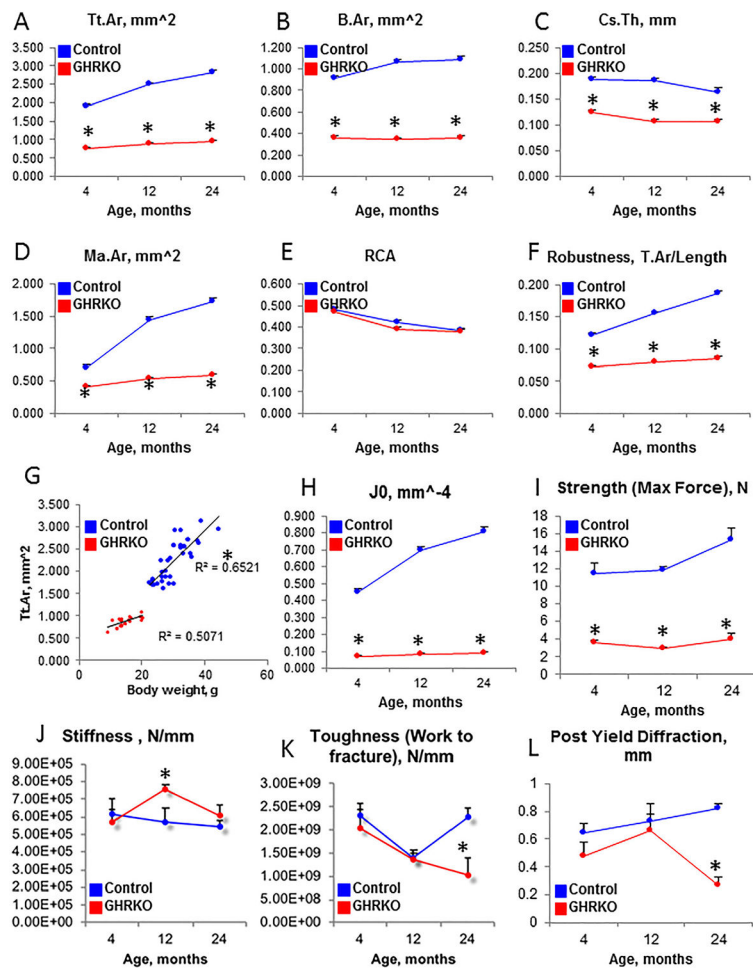 A
Tt.Ar, mm^2
Control
GHRKO
3.500
3.000
2.500
2.000
1.500
1.000
0.500
0.000
* * *
4 12 24
Age, months
B
B.Ar, mm^2
Control
GHRKO
1.200
1.000
0.800
0.600
0.400
0.200
0.000
* * *
4 12 24
Age, months
C
Cs.Th, mm
Control
GHRKO
0.250
0.200
0.150
0.100
0.050
0.000
* * *
4 12 24
Age, months
D
Ma.Ar, mm^2
Control
GHRKO
2.000
1.500
1.000
0.500
0.000
* * *
4 12 24
Age, months
E
RCA
Control
GHRKO
0.600
0.500
0.400
0.300
0.200
0.100
0.000
4 12 24
Age, months
F
Robustness, T.Ar/Length
Control
GHRKO
0.200
0.150
0.100
0.050
0.000
* * *
4 12 24
Age, months
G
Control
GHRKO
Tt.Ar, mm^2
3.500
3.000
2.500
2.000
1.500
1.000
0.500
0.000
*
R² = 0.6521
R² = 0.5071
0 20 40 60
Body weight, g
H
J0, mm^-4
Control
GHRKO
0.900
0.800
0.700
0.600
0.500
0.400
0.300
0.200
0.100
0.000
* * *
4 12 24
Age, months
I
Strength (Max Force), N
Control
GHRKO
18
16
14
12
10
8
6
4
2
0
* * *
4 12 24
Age, months
J
Stiffness , N/mm
9.00E+05
8.00E+05
7.00E+05
6.00E+05
5.00E+05
4.00E+05
3.00E+05
2.00E+05
1.00E+05
0.00E+00
*
Control
GHRKO
4 12 24
Age, months
K
Toughness (Work to
fracture), N/mm
3.00E+09
2.50E+09
2.00E+09
1.50E+09
1.00E+09
5.00E+08
0.00E+00
*
Control
GHRKO
4 12 24
Age, months
L
Post Yield Diffraction,
mm
1
0.8
0.6
0.4
0.2
0
*
Control
GHRKO
4 12 24
Age, months